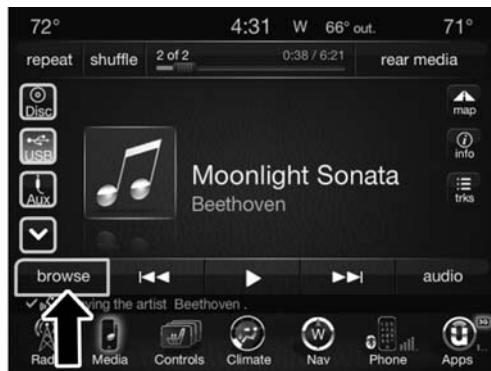 72° 4:31 W 66° out. 71°
repeat shuffle 2 of 2 0:38 / 6:21 rear media
Disc
map
USB
info
Moonlight Sonata
Aux
Beethoven
trks
browse audio
ving the artist Beethoven .
W
3G
Radio Media Controls Climate Nav Phone Apps